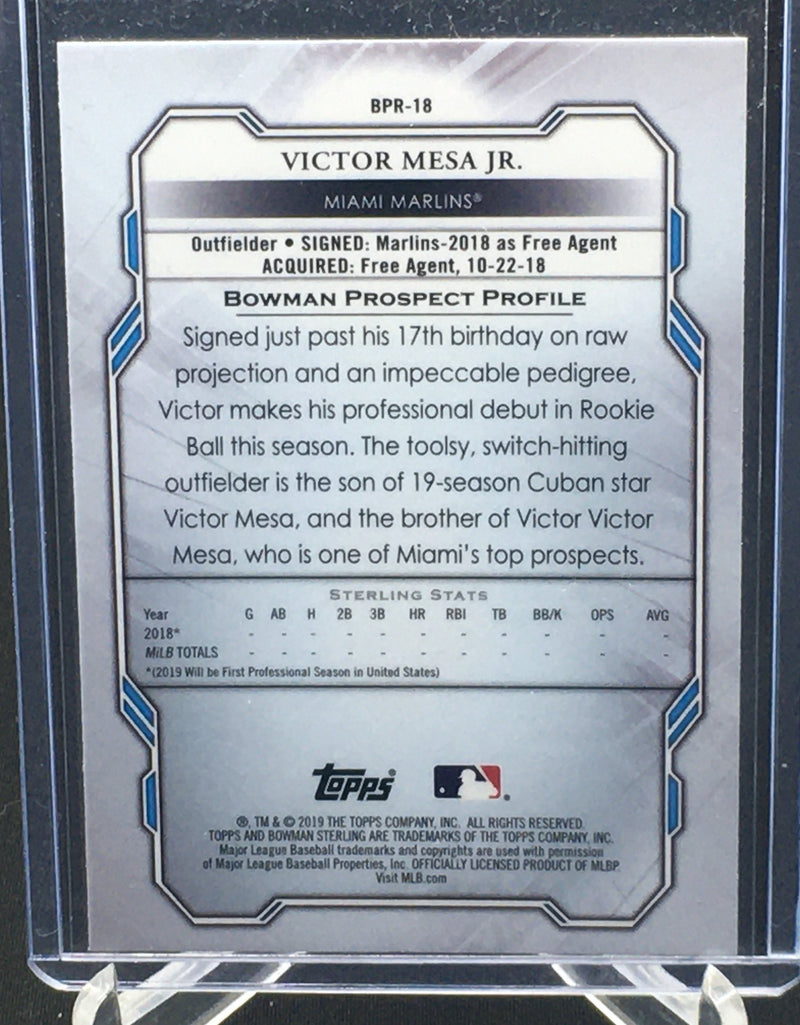 BPR-18
VICTOR MESA JR.
MIAMI MARLINS®
Outfielder • SIGNED: Marlins-2018 as Free Agent
ACQUIRED: Free Agent, 10-22-18
BOWMAN PROSPECT PROFILE
Signed just past his 17th birthday on raw
projection and an impeccable pedigree,
Victor makes his professional debut in Rookie
Ball this season. The toolsy, switch-hitting
outfielder is the son of 19-season Cuban star
Victor Mesa, and the brother of Victor Victor
Mesa, who is one of Miami's top prospects.
STERLING STATS
Year G AB H 2B 3B HR RBI TB BB/K OPS AVG
2018* - - - - - - - - - - -
MiLB TOTALS - - - - - - - - - - -
*(2019 Will be First Professional Season in United States)
Topps®
®, TM & © 2019 THE TOPPS COMPANY, INC. ALL RIGHTS RESERVED.
TOPPS AND BOWMAN STERLING ARE TRADEMARKS OF THE TOPPS COMPANY, INC.
Major League Baseball trademarks and copyrights are used with permission
of Major League Baseball Properties, Inc. OFFICIALLY LICENSED PRODUCT OF MLBP
Visit MLB.com